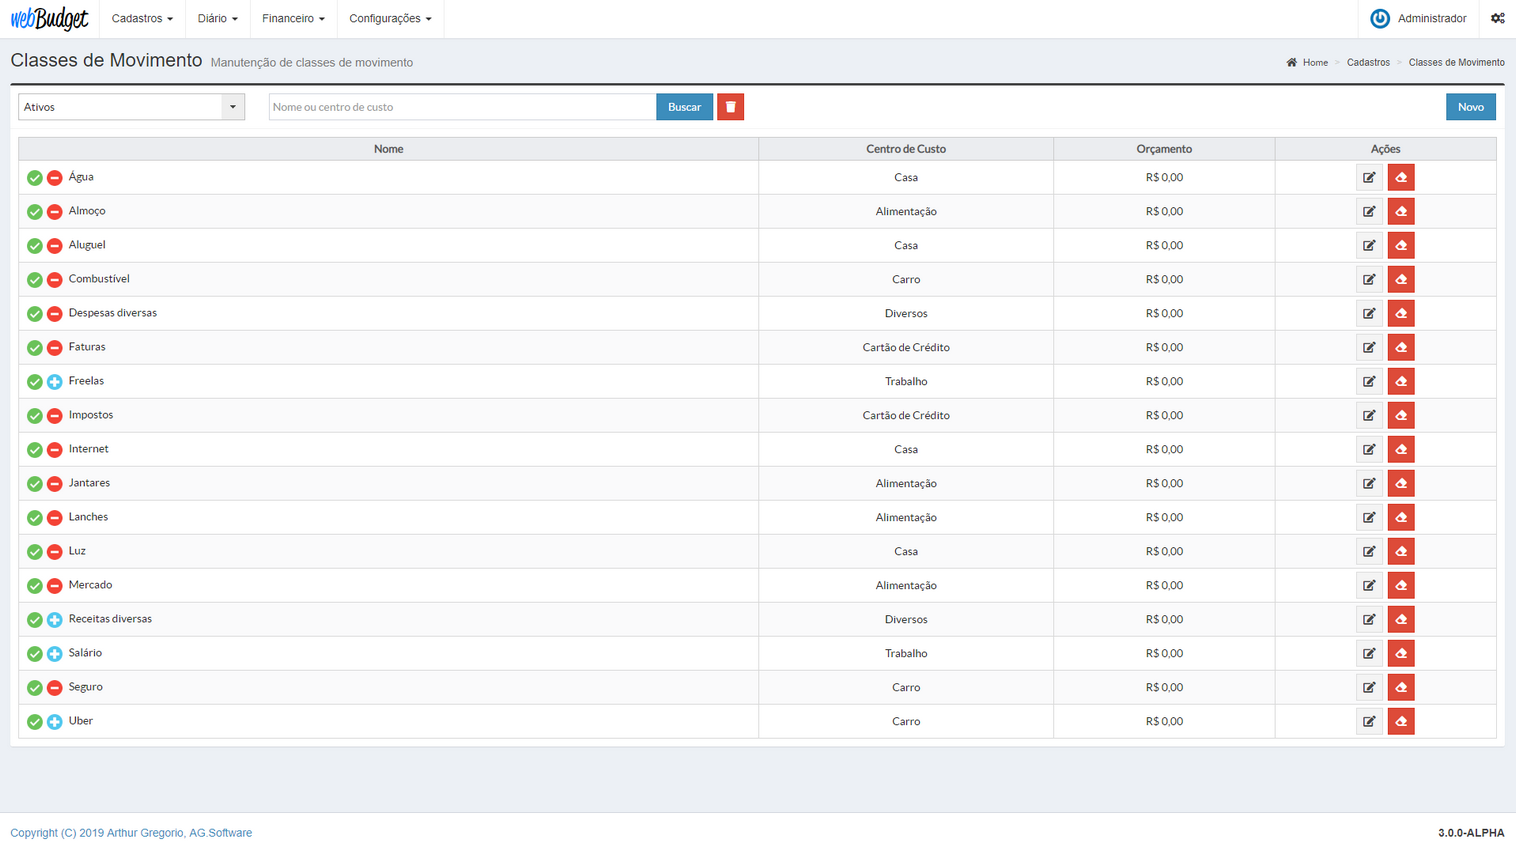 webBudget Cadastros Diário Financeiro Configurações Administrador
Classes de Movimento Manutenção de classes de movimento Home > Cadastros > Classes de Movimento
Ativos Nome ou centro de custo Buscar Novo
Nome Centro de Custo Orçamento Ações
Água Casa R$ 0,00
Almoço Alimentação R$ 0,00
Aluguel Casa R$ 0,00
Combustível Carro R$ 0,00
Despesas diversas Diversos R$ 0,00
Faturas Cartão de Crédito R$ 0,00
Freelas Trabalho R$ 0,00
Impostos Cartão de Crédito R$ 0,00
Internet Casa R$ 0,00
Jantares Alimentação R$ 0,00
Lanches Alimentação R$ 0,00
Luz Casa R$ 0,00
Mercado Alimentação R$ 0,00
Receitas diversas Diversos R$ 0,00
Salário Trabalho R$ 0,00
Seguro Carro R$ 0,00
Uber Carro R$ 0,00
Copyright (C) 2019 Arthur Gregorio, AG.Software 3.0.0-ALPHA